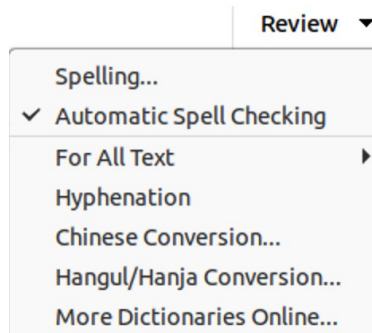 Review
Spelling...
Automatic Spell Checking
For All Text
Hyphenation
Chinese Conversion...
Hangul/Hanja Conversion...
More Dictionaries Online...